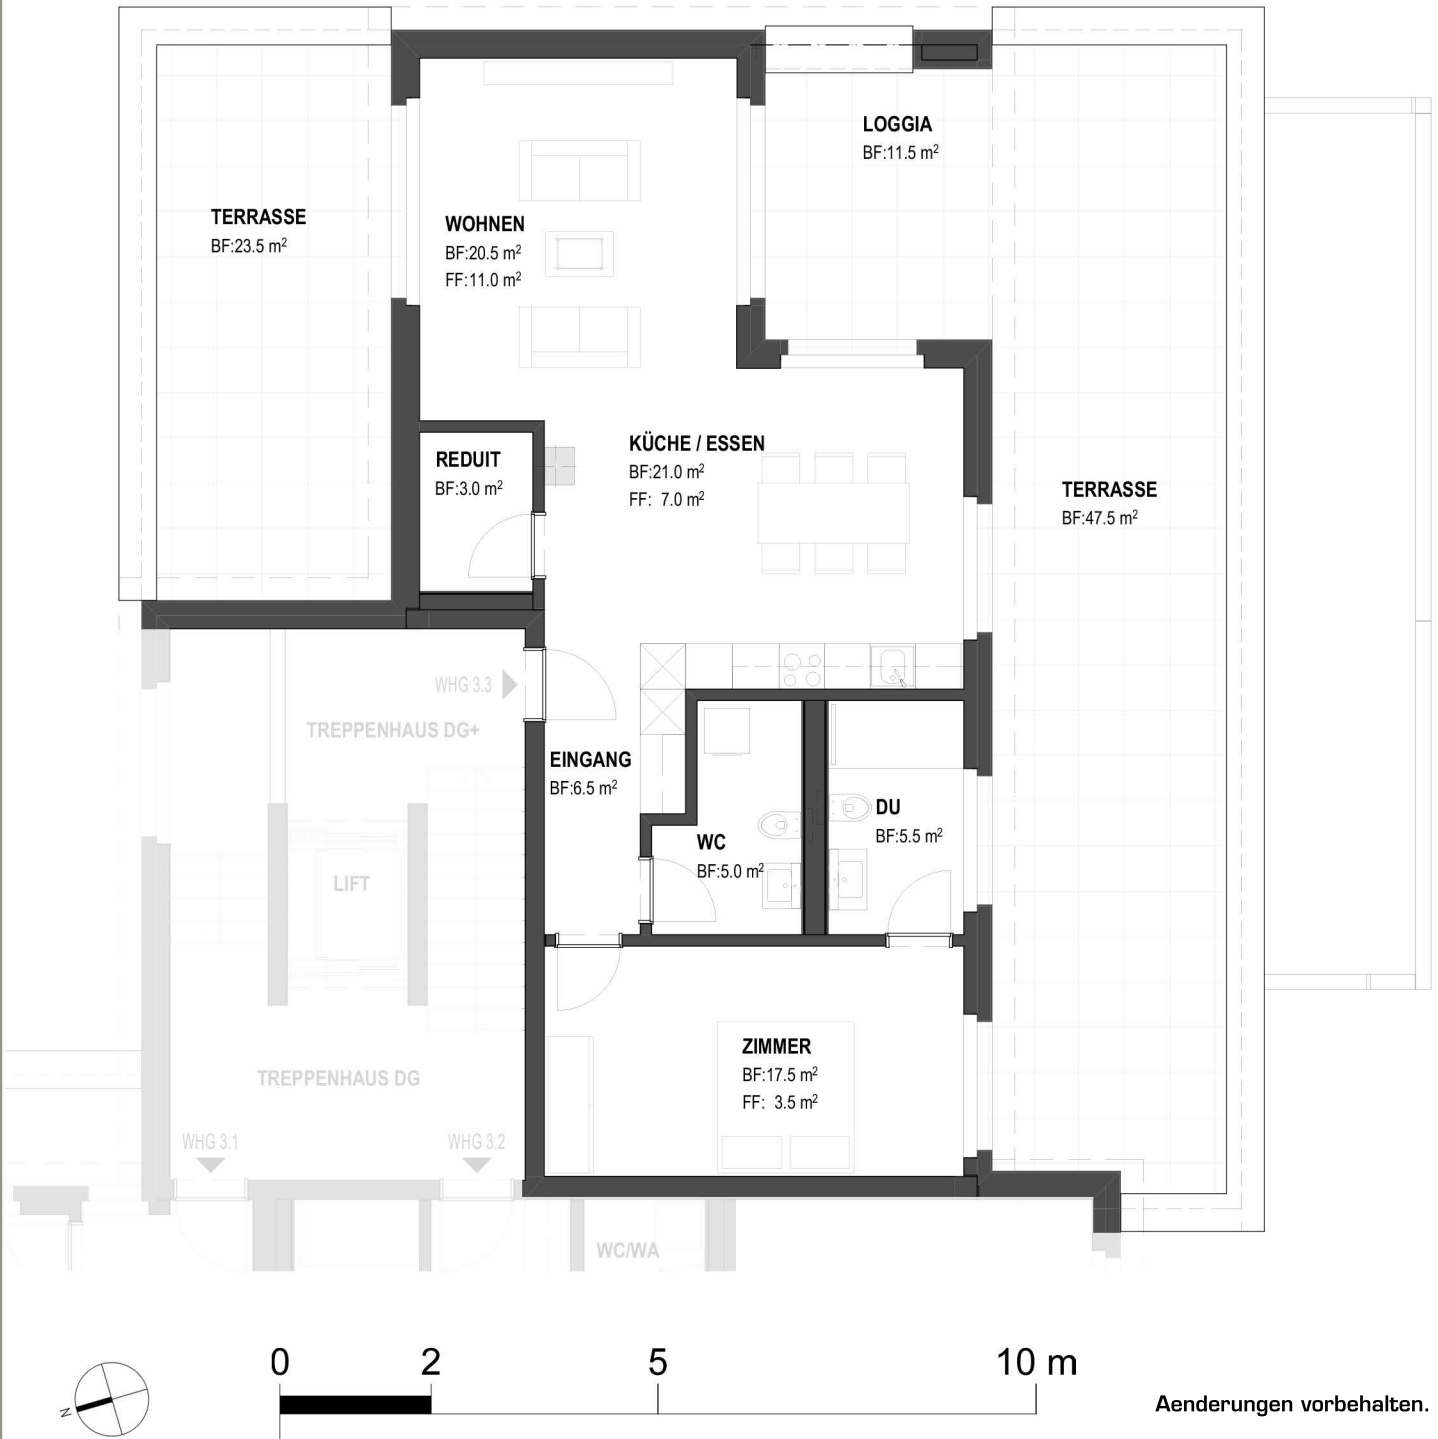 LOGGIA
BF:11.5 m²
TERRASSE
BF:23.5 m²
WOHNEN
BF:20.5 m²
FF:11.0 m²
KÜCHE / ESSEN
BF:21.0 m²
FF: 7.0 m²
REDUIT
BF:3.0 m²
TERRASSE
BF:47.5 m²
WHG 3.3
TREPPENHAUS DG+
EINGANG
BF:6.5 m²
DU
BF:5.5 m²
WC
BF:5.0 m²
LIFT
ZIMMER
BF:17.5 m²
FF: 3.5 m²
TREPPENHAUS DG
WHG 3.1
WHG 3.2
WC/WA
0 2 5 10 m
N
Aenderungen vorbehalten.